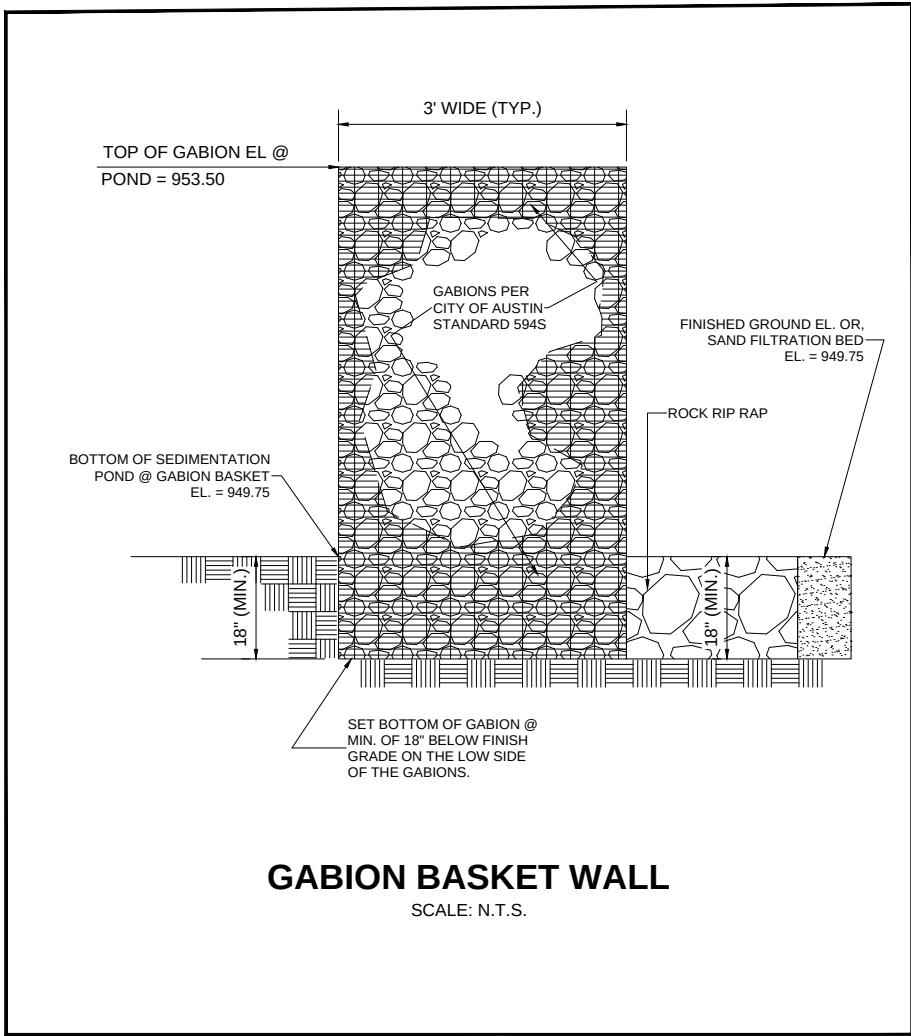 3' WIDE (TYP.)
TOP OF GABION EL @
POND = 953.50
GABIONS PER
CITY OF AUSTIN
STANDARD 594S
FINISHED GROUND EL. OR,
SAND FILTRATION BED
EL. = 949.75
ROCK RIP RAP
BOTTOM OF SEDIMENTATION
POND @ GABION BASKET
EL. = 949.75
18" (MIN.)
18" (MIN.)
SET BOTTOM OF GABION @
MIN. OF 18" BELOW FINISH
GRADE ON THE LOW SIDE
OF THE GABIONS.
GABION BASKET WALL
SCALE: N.T.S.